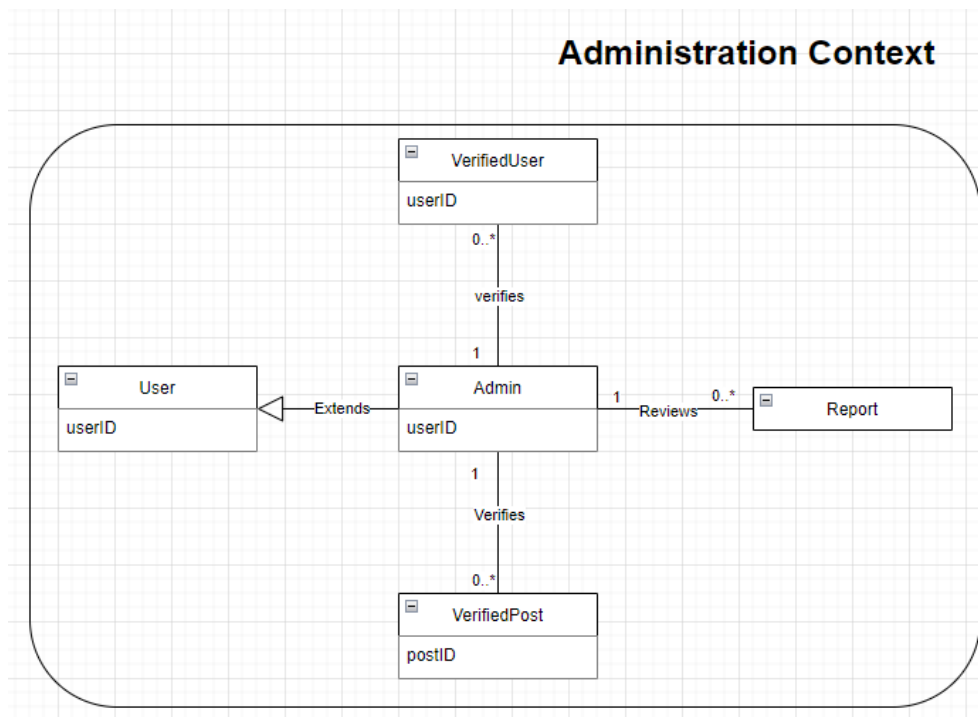 Administration Context
VerifiedUser
userID
0..*
verifies
1
User
userID
Extends
Admin
userID
1
Reviews
0..*
Report
1
Verifies
0..*
VerifiedPost
postID